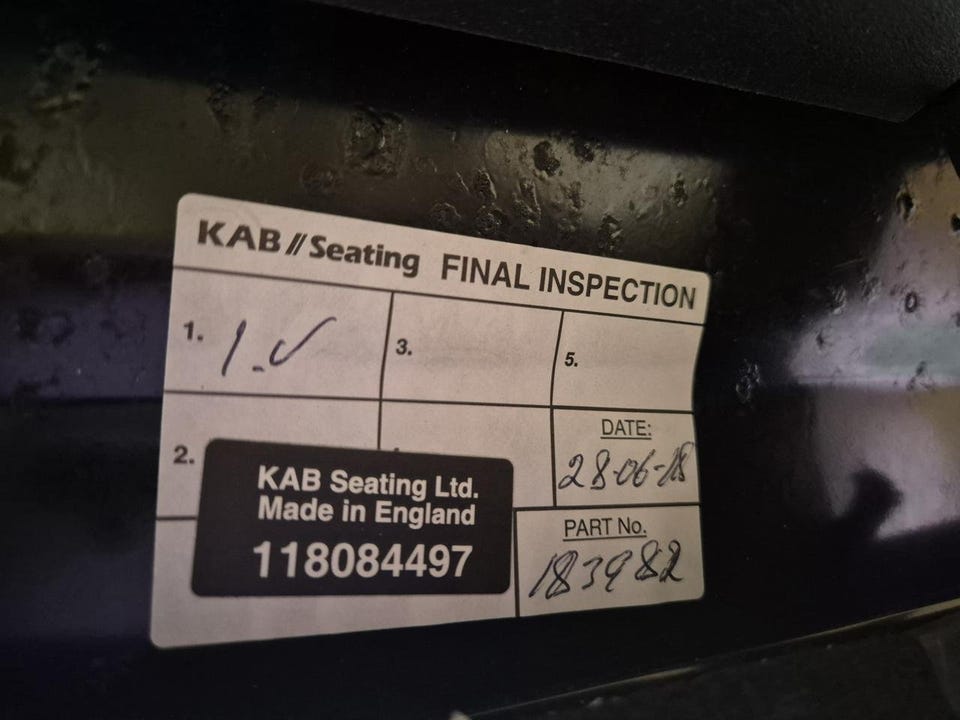 KAB//Seating FINAL INSPECTION
1. 1.✓
3.
5.
2.
DATE:
28-06-18
KAB Seating Ltd.
Made in England
118084497
PART No.
183982